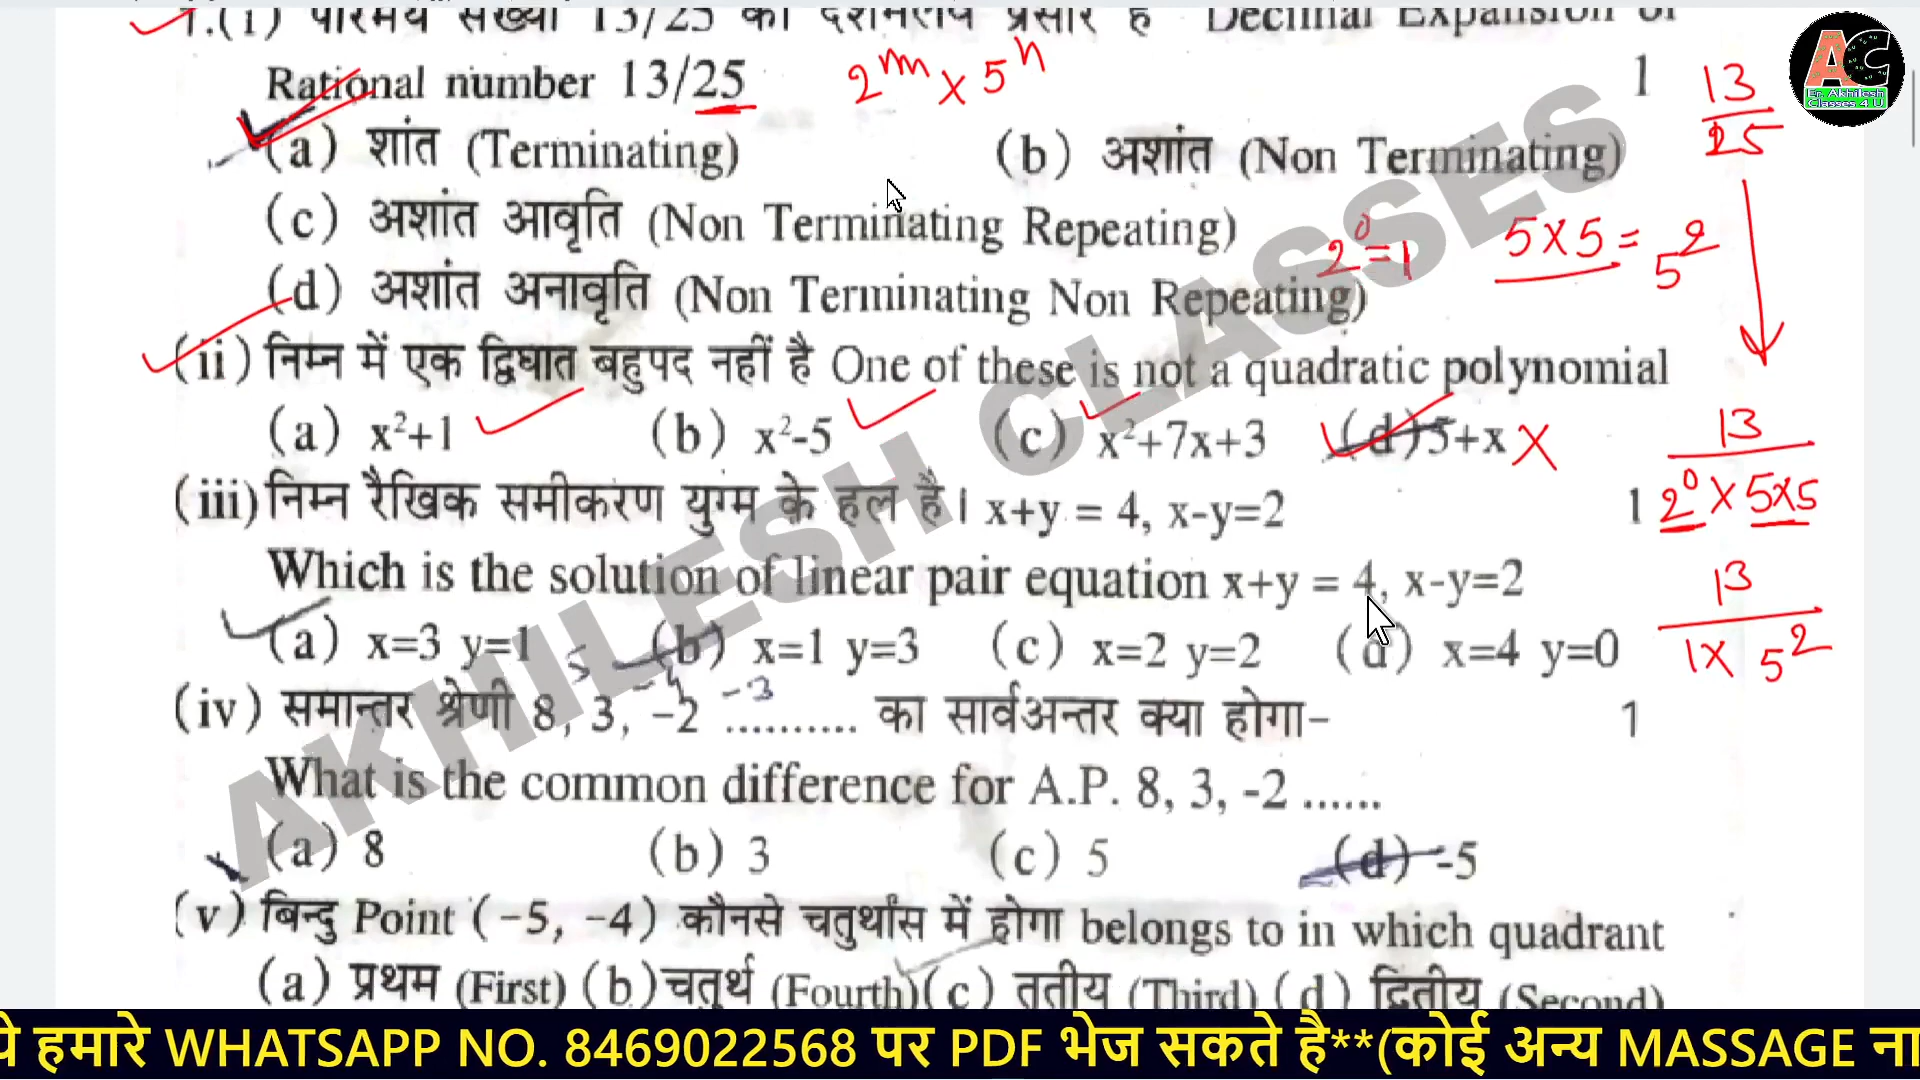 1.(i) परिमेय संख्या 13/25 का दशमलव प्रसार है Decimal Expansion of
Rational number 13/25 1
2^m x 5^n
(a) शांत (Terminating) (b) अशांत (Non Terminating)
(c) अशांत आवृति (Non Terminating Repeating)
(d) अशांत अनावृति (Non Terminating Non Repeating)
(ii) निम्न में एक द्विघात बहुपद नहीं है One of these is not a quadratic polynomial
(a) x²+1 (b) x²-5 (c) x²+7x+3 (d) 5+x X
(iii) निम्न रैखिक समीकरण युग्म के हल है। x+y = 4, x-y=2 1
Which is the solution of linear pair equation x+y = 4, x-y=2
(a) x=3 y=1 (b) x=1 y=3 (c) x=2 y=2 (d) x=4 y=0
(iv) समान्तर श्रेणी 8, 3, -2 .......... का सार्वअन्तर क्या होगा- 1
-3
What is the common difference for A.P. 8, 3, -2 ......
(a) 8 (b) 3 (c) 5 (d) -5
(v) बिन्दु Point (-5, -4) कौनसे चतुर्थांस में होगा belongs to in which quadrant
(a) प्रथम (First) (b) चतुर्थ (Fourth) (c) तृतीय (Third) (d) द्वितीय (Second)
13/25
2^0=1
5x5 = 5^2
13
2^0 x 5x5
13
1x 5^2
AC
Er. Akhilesh
Classes 4 U
AKHILESH CLASSES
ये हमारे WHATSAPP NO. 8469022568 पर PDF भेज सकते है**(कोई अन्य MASSAGE ना